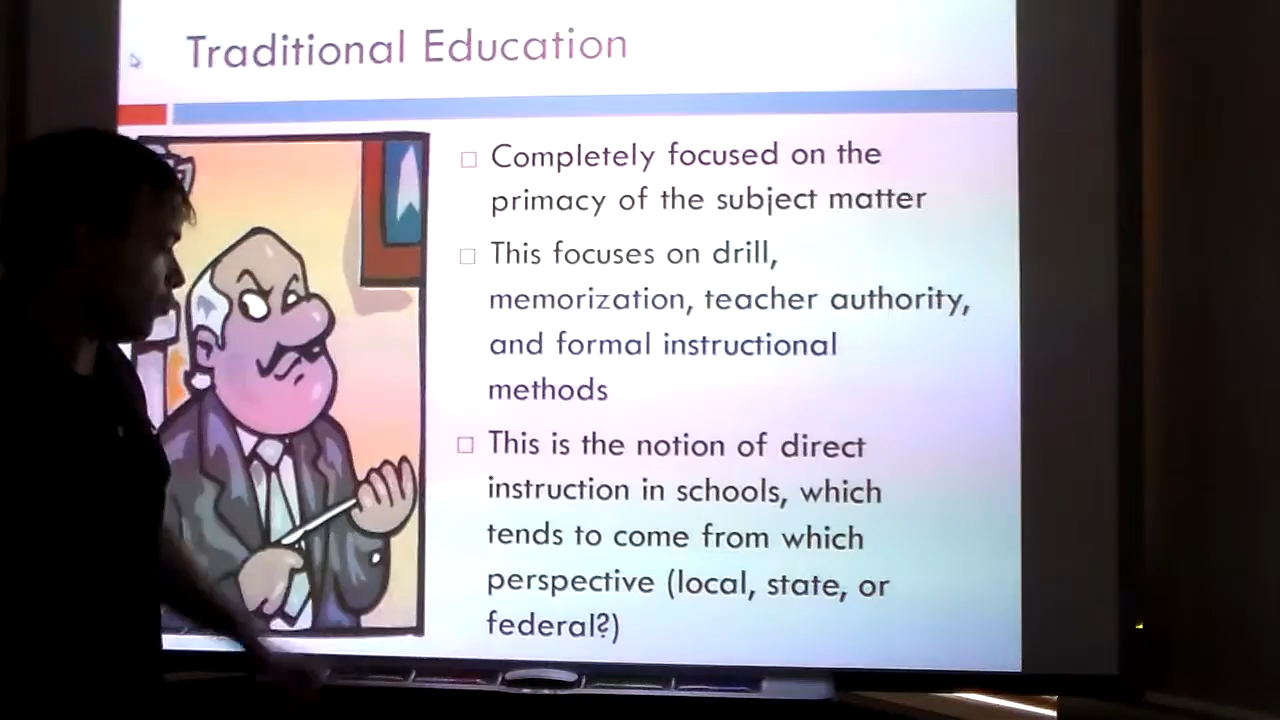 Traditional Education
Completely focused on the
primacy of the subject matter
This focuses on drill,
memorization, teacher authority,
and formal instructional
methods
This is the notion of direct
instruction in schools, which
tends to come from which
perspective (local, state, or
federal?)